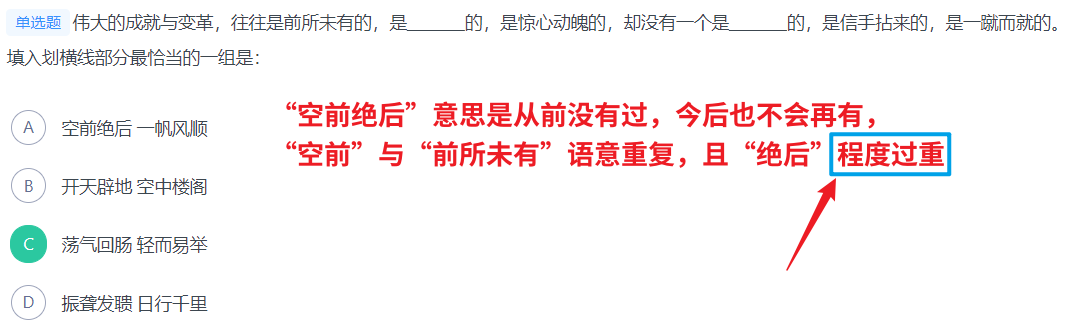 单选题 伟大的成就与变革，往往是前所未有的，是______的，是惊心动魄的，却没有一个是______的，是信手拈来的，是一蹴而就的。
填入划横线部分最恰当的一组是：
“空前绝后”意思是从前没有过，今后也不会再有，
A 空前绝后 一帆风顺
“空前”与“前所未有”语意重复，且“绝后”程度过重
B 开天辟地 空中楼阁
C 荡气回肠 轻而易举
D 振聋发聩 日行千里